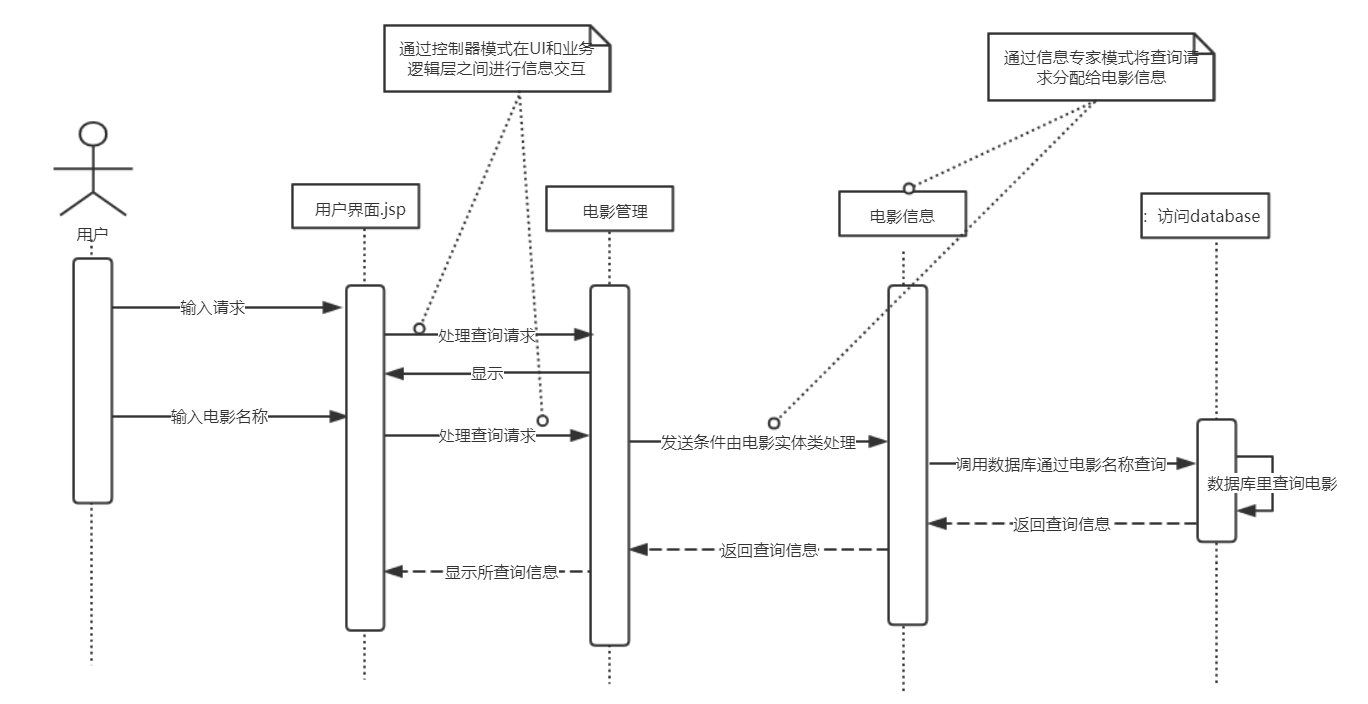 通过控制器模式在UI和业务
逻辑层之间进行信息交互
通过信息专家模式将查询请
求分配给电影信息
用户
用户界面.jsp
电影管理
电影信息
：访问database
输入请求
处理查询请求
显示
输入电影名称
处理查询请求
发送条件由电影实体类处理
调用数据库通过电影名称查询
数据库里查询电影
返回查询信息
返回查询信息
显示所查询信息